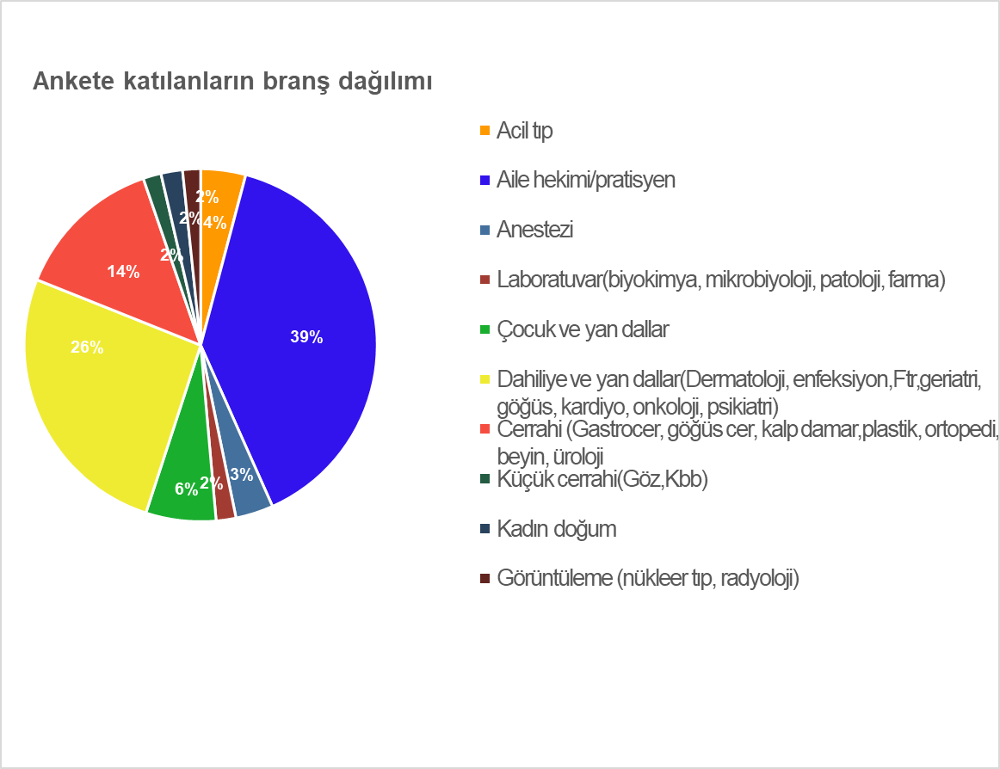 Ankete katılanların branş dağılımı
Acil tıp
Aile hekimi/pratisyen
Anestezi
Laboratuvar(biyokimya, mikrobiyoloji, patoloji, farma)
Çocuk ve yan dallar
Dahiliye ve yan dallar(Dermatoloji, enfeksiyon,Ftr,geriatri,
göğüs, kardiyo, onkoloji, psikiatri)
Cerrahi (Gastrocer, göğüs cer, kalp damar,plastik, ortopedi,
beyin, üroloji
Küçük cerrahi(Göz,Kbb)
Kadın doğum
Görüntüleme (nükleer tıp, radyoloji)
2%
4%
2%
2%
14%
39%
26%
3%
2%
6%